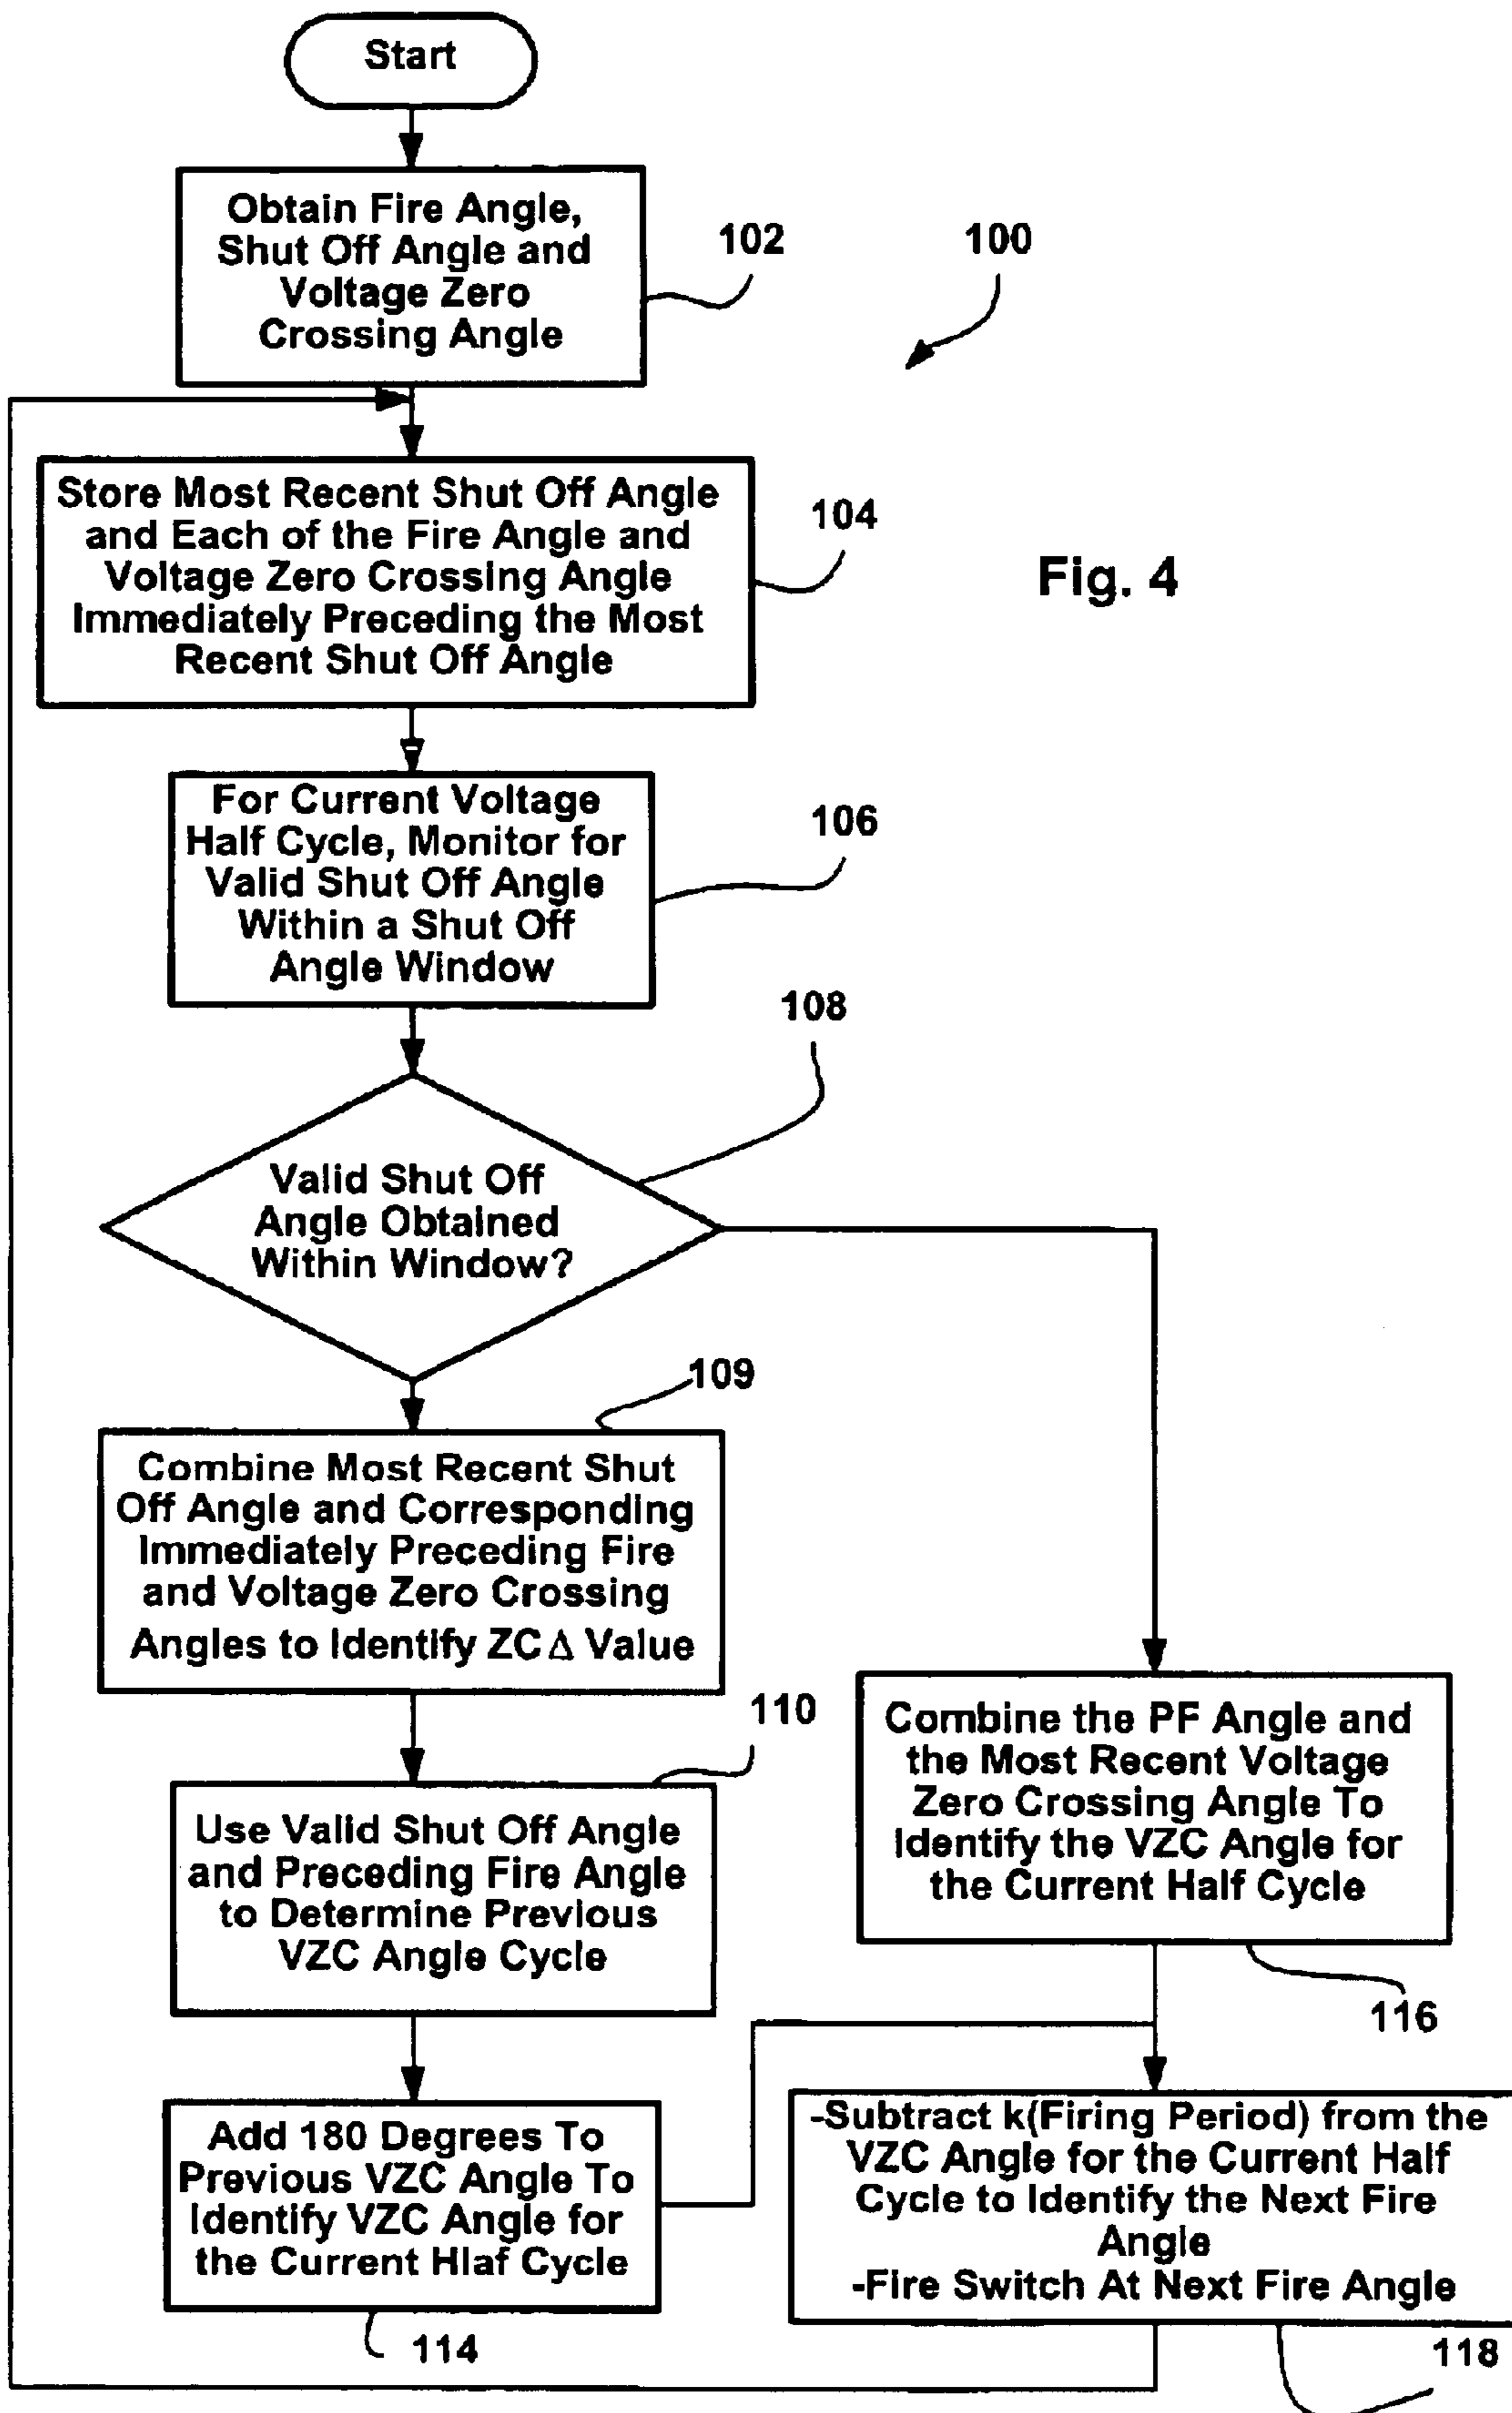 Start
Obtain Fire Angle,
Shut Off Angle and
Voltage Zero
Crossing Angle
102
100
Store Most Recent Shut Off Angle
and Each of the Fire Angle and
Voltage Zero Crossing Angle
Immediately Preceding the Most
Recent Shut Off Angle
104
Fig. 4
For Current Voltage
Half Cycle, Monitor for
Valid Shut Off Angle
Within a Shut Off
Angle Window
106
108
Valid Shut Off
Angle Obtained
Within Window?
109
Combine Most Recent Shut
Off Angle and Corresponding
Immediately Preceding Fire
and Voltage Zero Crossing
Angles to Identify ZC Δ Value
110
Use Valid Shut Off Angle
and Preceding Fire Angle
to Determine Previous
VZC Angle Cycle
Combine the PF Angle and
the Most Recent Voltage
Zero Crossing Angle To
Identify the VZC Angle for
the Current Half Cycle
116
Add 180 Degrees To
Previous VZC Angle To
Identify VZC Angle for
the Current Hlaf Cycle
114
-Subtract k(Firing Period) from the
VZC Angle for the Current Half
Cycle to Identify the Next Fire
Angle
-Fire Switch At Next Fire Angle
118